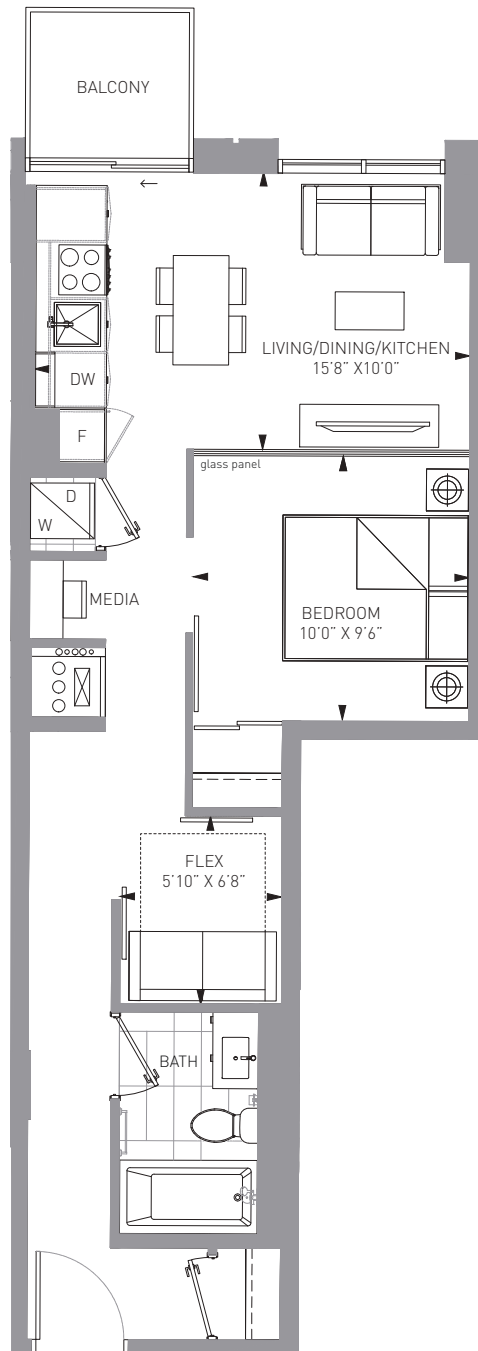 BALCONY
LIVING/DINING/KITCHEN
15'8" X10'0"
DW
F
glass panel
D
W
MEDIA
BEDROOM
10'0" X 9'6"
FLEX
5'10" X 6'8"
BATH